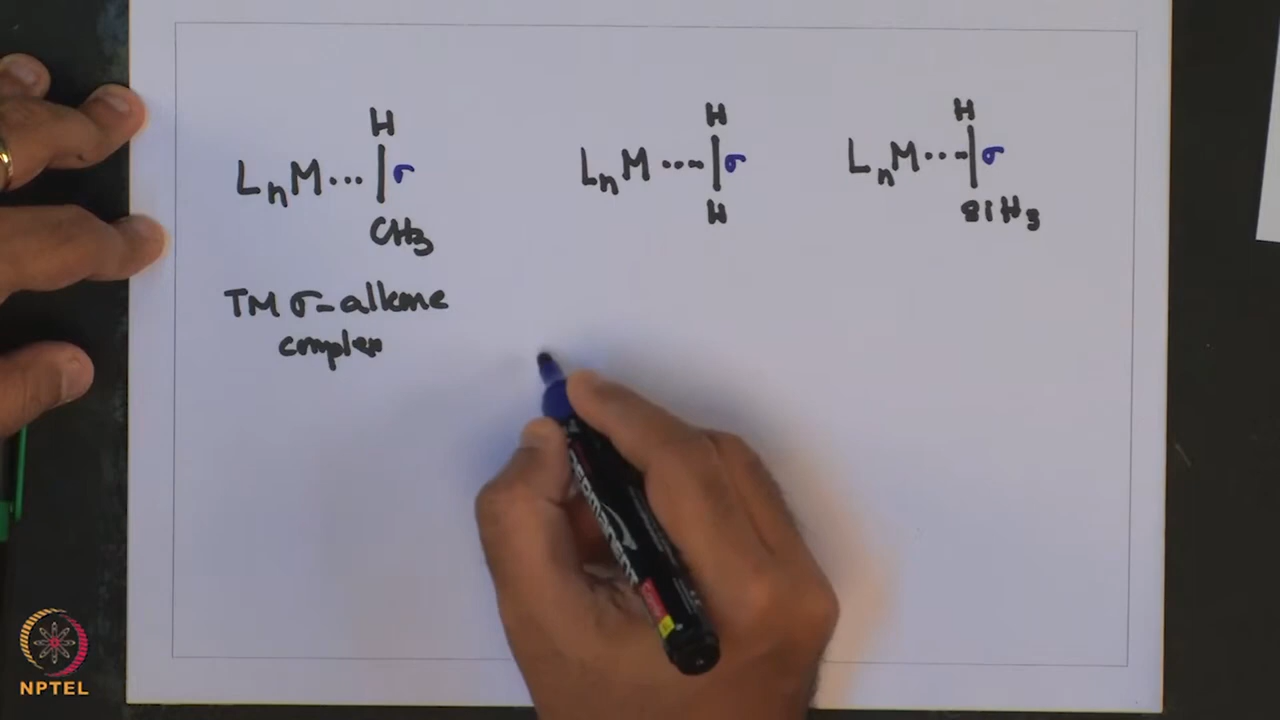 H H H
LnM ···· σ LnM ···· σ LnM ···· σ
CH3 H SiH3
TM σ-alkane
complex
NPTEL